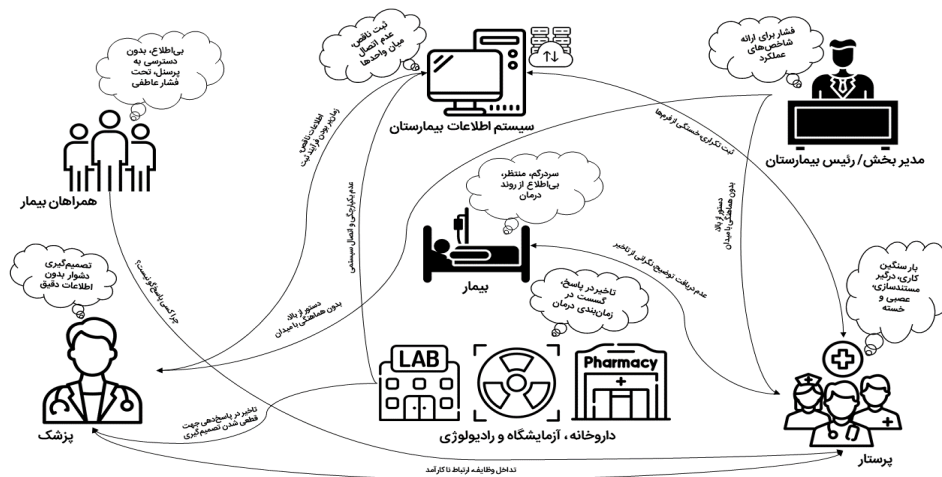 ثبت ناقص،
عدم اتصال
میان واحدها
سیستم اطلاعات بیمارستان
فشار برای ارائه
شاخص‌های
عملکرد
مدیر بخش/ رئیس بیمارستان
بی‌اطلاع، بدون
دسترسی به
پرسنل، تحت
فشار عاطفی
همراهان بیمار
اطلاعات ناقص،
زمان‌بر بودن فرآیند ثبت
ثبت تکراری، خستگی از فرم‌ها
عدم یکپارچگی و اتصال سیستمی
سردرگم، منتظر،
بی‌اطلاع از روند
درمان
بیمار
دستور از بالا،
بدون هماهنگی با میدان
عدم دریافت توضیح، نگرانی از تاخیر
بار سنگین
کاری، درگیر
مستندسازی،
عصبی و
خسته
تصمیم‌گیری
دشوار بدون
اطلاعات دقیق
چرا کسی پاسخ‌گو نیست؟
دستور از بالا،
بدون هماهنگی با میدان
تاخیر در پاسخ،
گسست در
زمان‌بندی درمان
LAB
Pharmacy
داروخانه ، آزمایشگاه و رادیولوژی
پزشک
تاخیر در پاسخ‌دهی جهت
قطعی شدن تصمیم‌گیری
پرستار
تداخل وظایف، ارتباط ناکارآمد